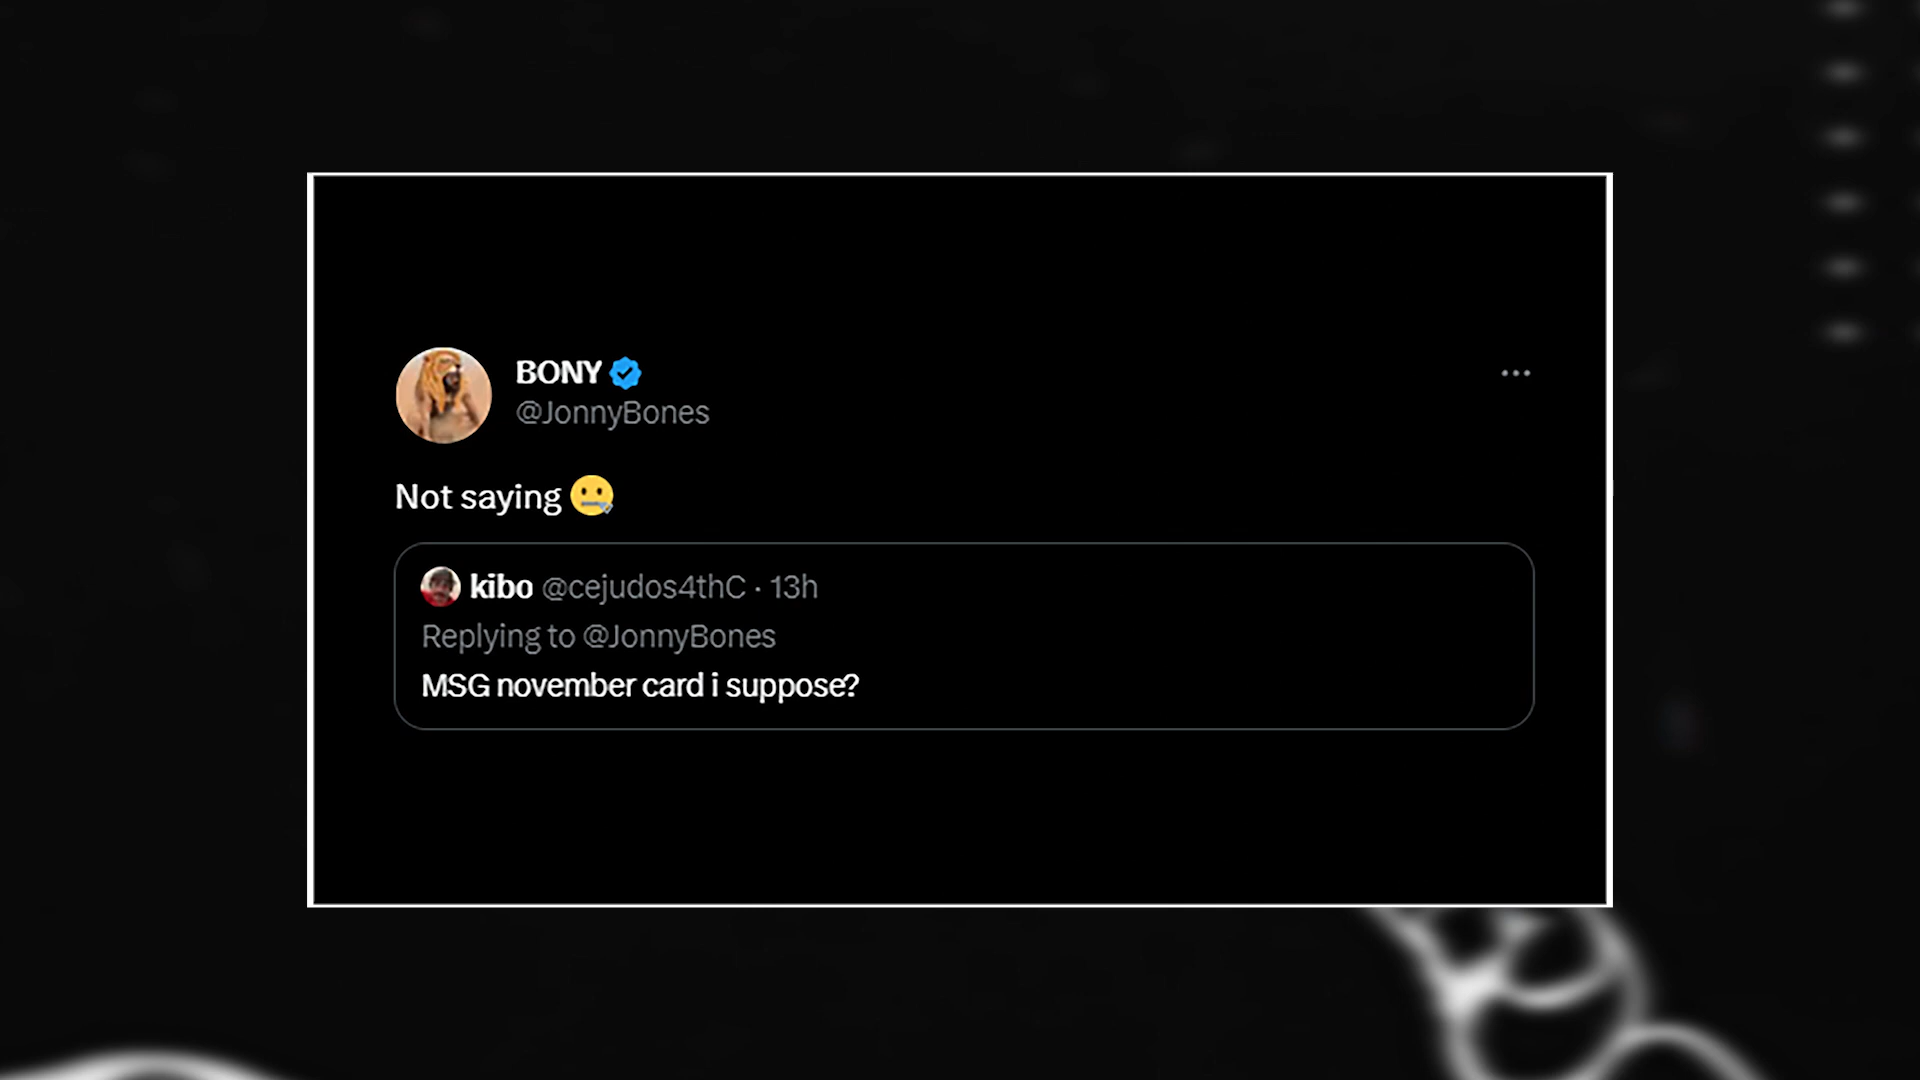 BONY
@JonnyBones
Not saying 🤐
kibo @cejudos4thC · 13h
Replying to @JonnyBones
MSG november card i suppose?